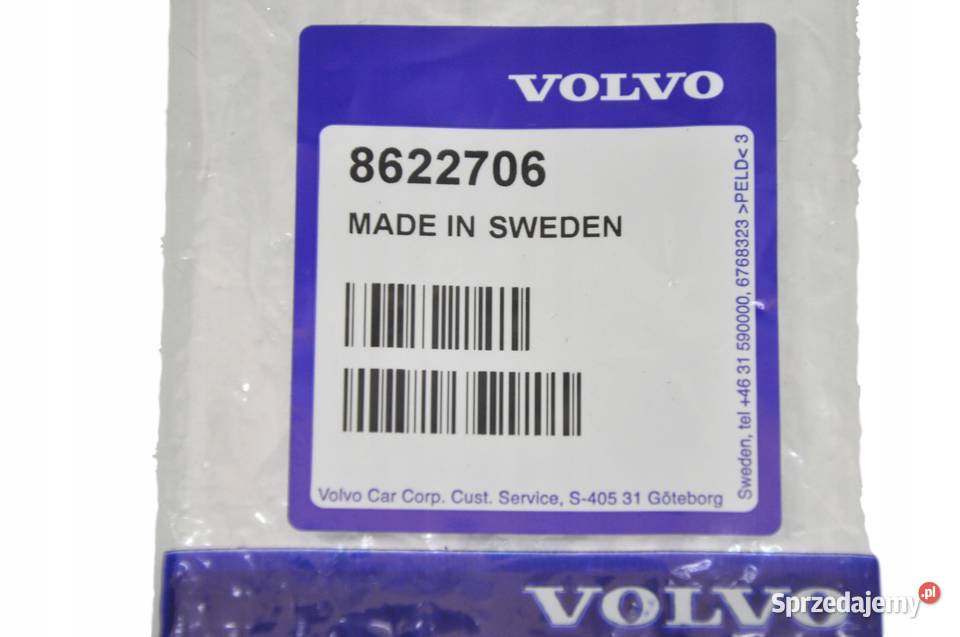 VOLVO
8622706
MADE IN SWEDEN
Volvo Car Corp. Cust. Service, S-405 31 Göteborg
Sweden, tel +46 31 590000, 6768323 >PELD< 3
VOLVO
Sprzedajemy.pl